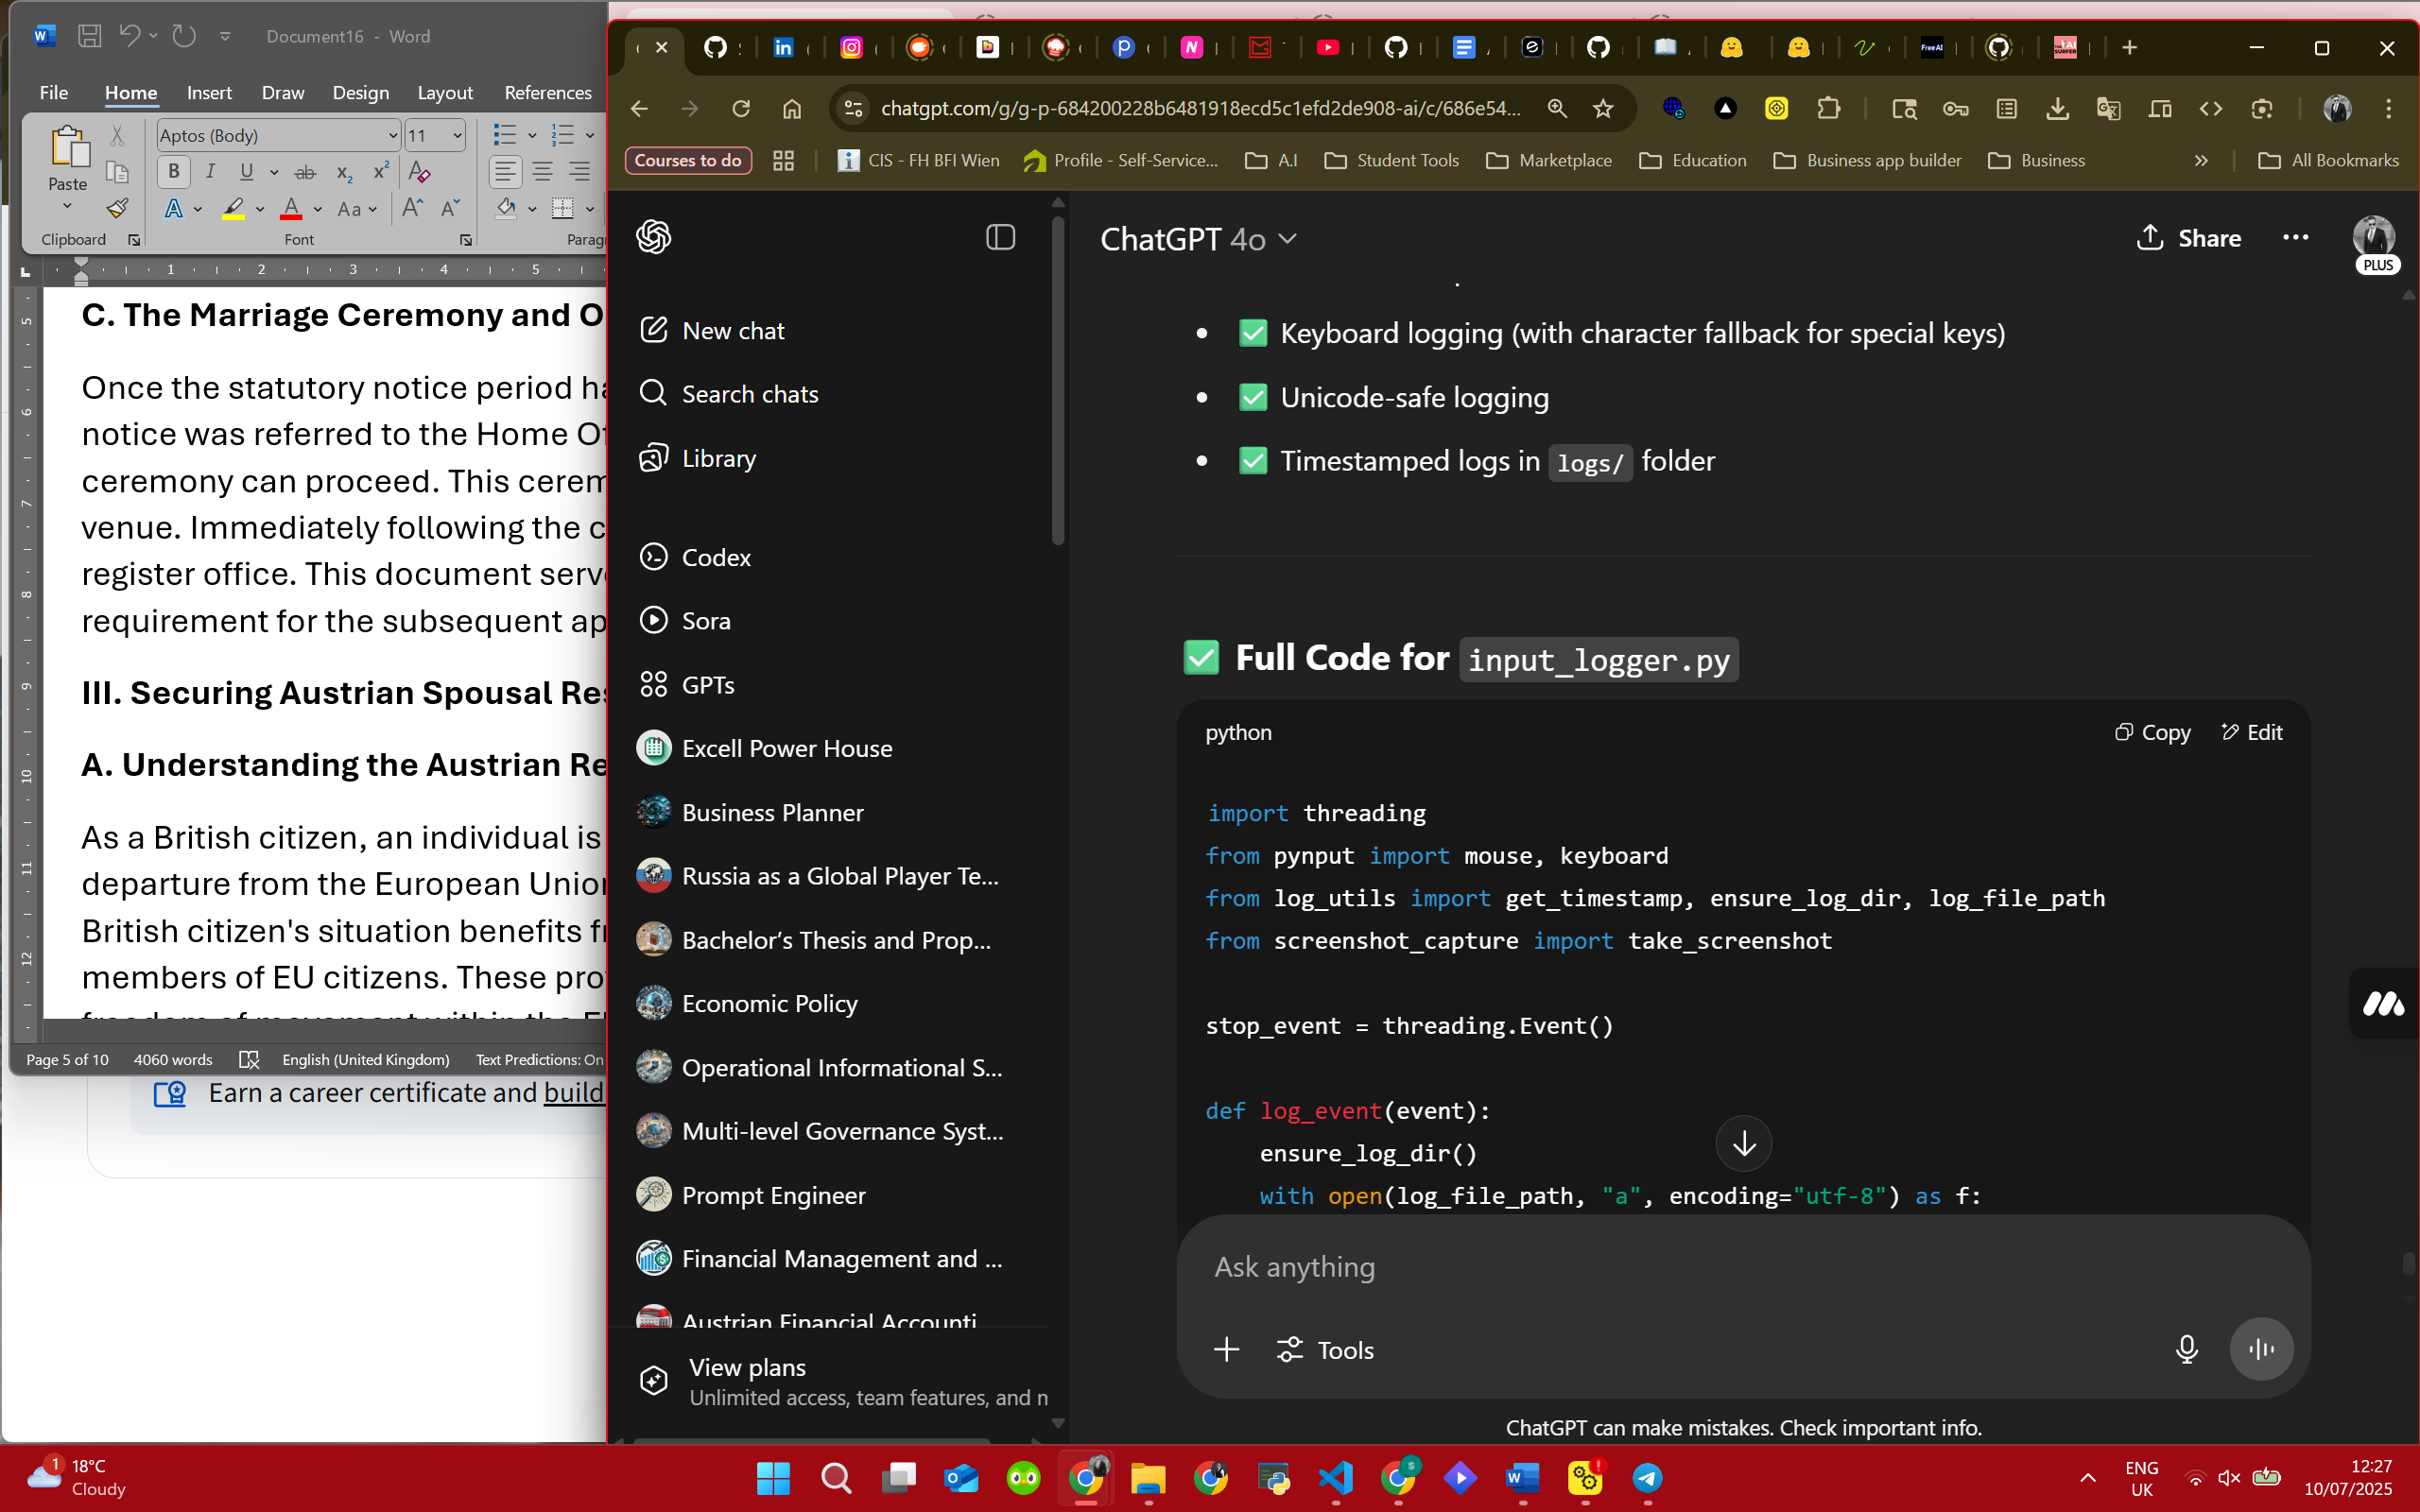 Document16 - Word
File Home Insert Draw Design Layout References
Aptos (Body) 11
Paste
Clipboard Font
1 2 3 4 5
C. The Marriage Ceremony and O
Once the statutory notice period
notice was referred to the Home
ceremony can proceed. This
venue. Immediately following the
register office. This document
requirement for the subsequent
III. Securing Austrian Spousal
A. Understanding the Austrian
As a British citizen, an individual is
departure from the European Union
British citizen's situation benefits
members of EU citizens. These
Page 5 of 10 4060 words English (United Kingdom) Text Predictions: On
Earn a career certificate and build
chatgpt.com/g/g-p-684200228b6481918ecd5c1efd2de908-ai/c/686e54...
Courses to do CIS - FH BFI Wien Profile - Self-Service... A.I Student Tools Marketplace Education Business app builder Business » All Bookmarks
New chat
Search chats
Library
Codex
Sora
GPTs
Excell Power House
Business Planner
Russia as a Global Player Te...
Bachelor’s Thesis and Prop...
Economic Policy
Operational Informational S...
Multi-level Governance Syst...
Prompt Engineer
Financial Management and ...
Austrian Financial Accounti
View plans
Unlimited access, team features, and
ChatGPT 4o Share
PLUS
• ✅ Keyboard logging (with character fallback for special keys)
• ✅ Unicode-safe logging
• ✅ Timestamped logs in logs/ folder
✅ Full Code for input_logger.py
python Copy Edit
import threading
from pynput import mouse, keyboard
from log_utils import get_timestamp, ensure_log_dir, log_file_path
from screenshot_capture import take_screenshot
stop_event = threading.Event()
def log_event(event):
ensure_log_dir()
with open(log_file_path, "a", encoding="utf-8") as f:
Ask anything
Tools
ChatGPT can make mistakes. Check important info.
1 18°C
Cloudy
ENG
UK
12:27
10/07/2025